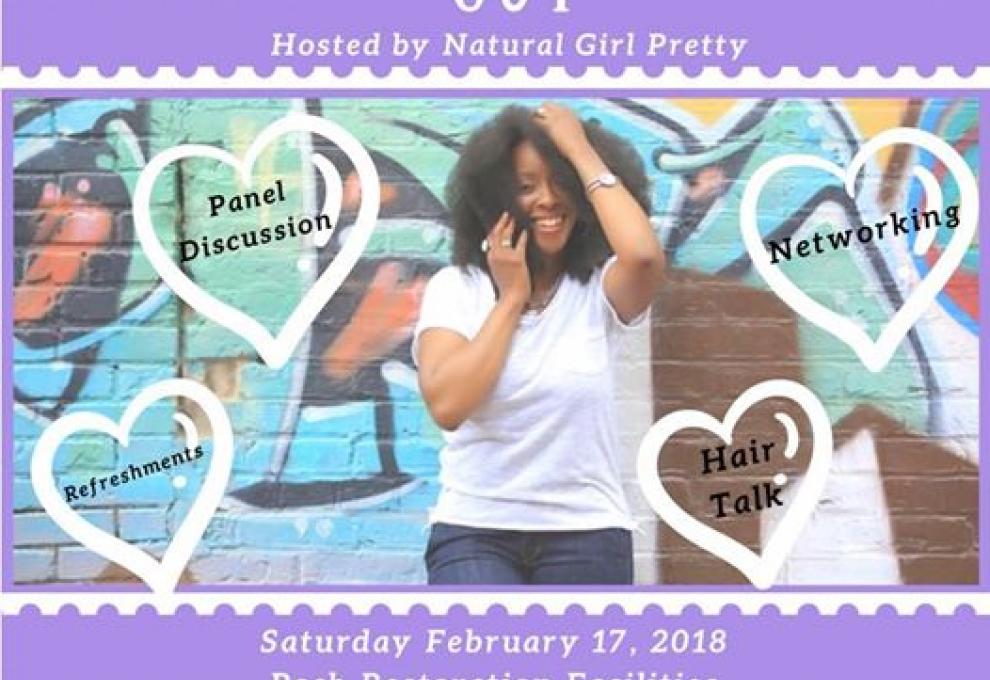 Hosted by Natural Girl Pretty
Panel
Discussion
Networking
Refreshments
Hair
Talk
Saturday February 17, 2018